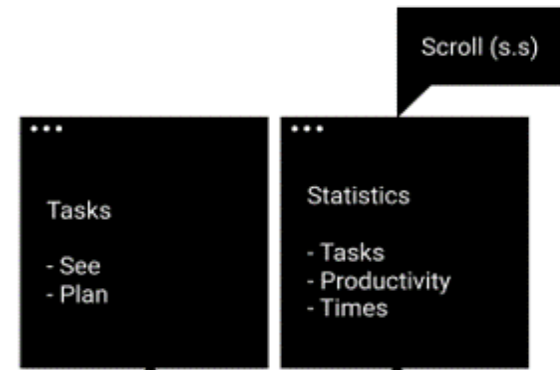 Scroll (s.s)
Tasks
- See
- Plan
Statistics
- Tasks
- Productivity
- Times